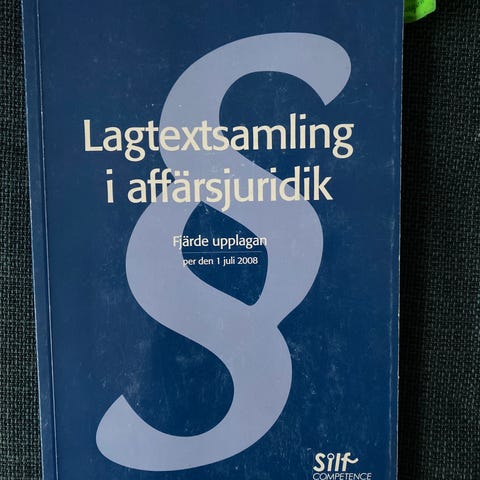 §
Lagtextsamling
i affärsjuridik
Fjärde upplagan
per den 1 juli 2008
Silf
COMPETENCE